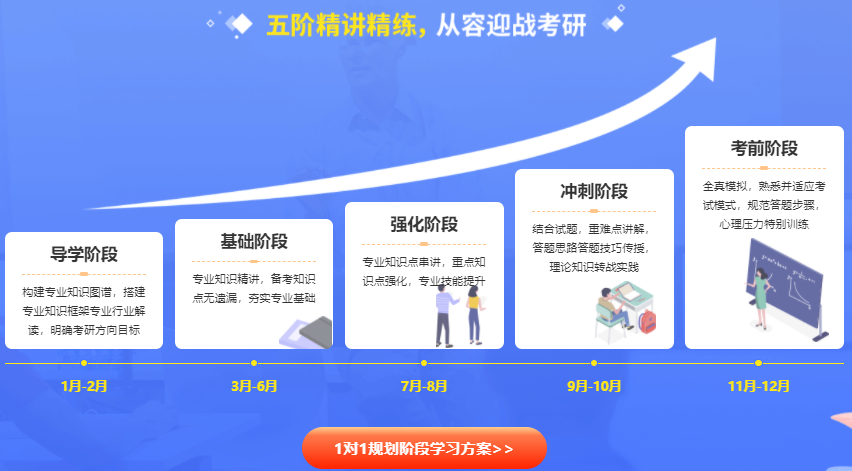 五阶精讲精练，从容迎战考研
导学阶段
构建专业知识图谱，搭建
专业知识框架专业行业解
读，明确考研方向目标
基础阶段
专业知识精讲，备考知识
点无遗漏，夯实专业基础
强化阶段
专业知识点串讲，重点知
识点强化，专业技能提升
冲刺阶段
结合试题，重难点讲解，
答题思路答题技巧传授，
理论知识转战实践
考前阶段
全真模拟，熟悉并适应考
试模式，规范答题步骤，
心理压力特别训练
1月-2月
3月-6月
7月-8月
9月-10月
11月-12月
1对1规划阶段学习方案>>